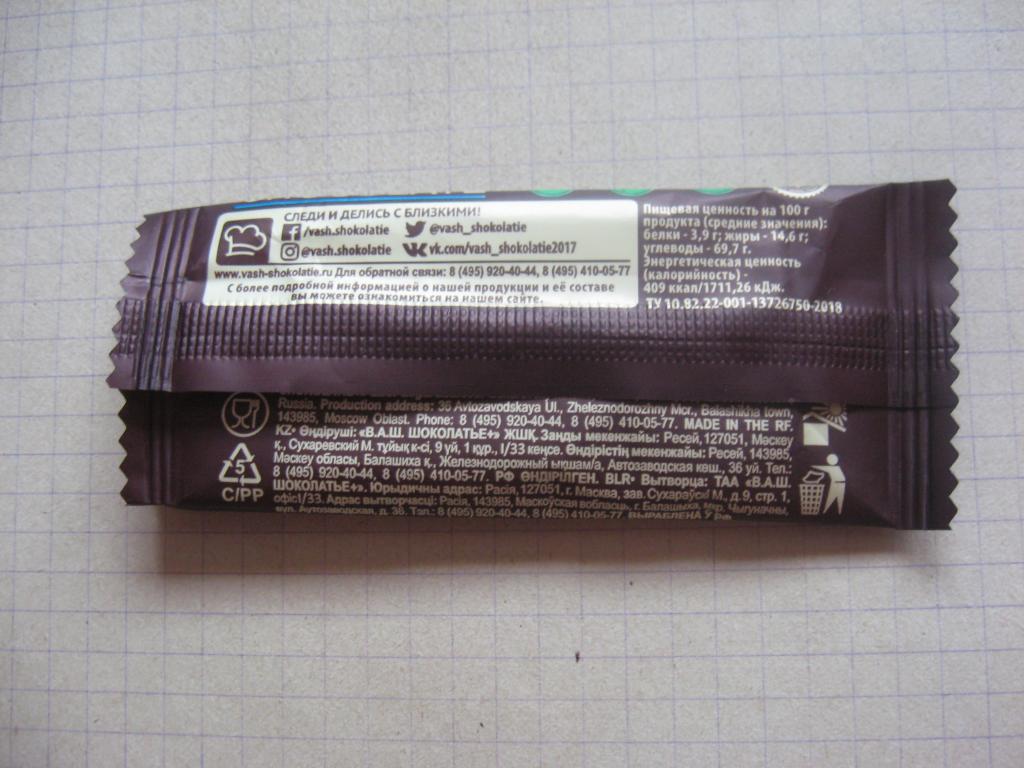 СЛЕДИ И ДЕЛИСЬ С БЛИЗКИМИ!
/vash.shokolatie @vash_shokolatie
@vash.shokolatie vk.com/vash_shokolatie2017
www.vash-shokolatie.ru Для обратной связи: 8 (495) 920-40-44, 8 (495) 410-05-77
С более подробной информацией о нашей продукции и её составе
вы можете ознакомиться на нашем сайте.
Пищевая ценность на 100 г
продукта (средние значения):
белки - 3,9 г; жиры - 14,6 г;
углеводы - 69,7 г.
Энергетическая ценность
(калорийность) -
409 ккал/1711,26 кДж.
ТУ 10.82.22-001-13726750-2018
Russia. Production address: 36 Avtozavodskaya Ul., Zheleznodorozhny Mcr., Balashikha town,
143985, Moscow Oblast. Phone: 8 (495) 920-40-44, 8 (495) 410-05-77. MADE IN THE RF.
KZ• Өндіруші: «В.А.Ш. ШОКОЛАТЬЕ+» ЖШҚ. Заңды мекенжайы: Ресей, 127051, Мәскеу
қ., Сухаревский М. тұйық к-сі, 9 үй, 1 құр., I/33 кеңсе. Өндірістің мекенжайы: Ресей, 143985,
Мәскеу облысы, Балашиха қ., Железнодорожный ықшам/а, Автозаводская көш., 36 үй. Тел.:
8 (495) 920-40-44, 8 (495) 410-05-77. РФ ӨНДІРІЛГЕН. BLR• Вытворца: ТАА «В.А.Ш.
ШОКОЛАТЬЕ+». Юрыдичны адрас: Расія, 127051, г. Масква, зав. Сухараўскі М., д.9, стр. 1,
офіс I/33. Адрас вытворчасці: Расія, 143985, Маскоўская вобласць, г. Балашыха, мкр. Чыгуначны,
вул. Аутозаводская, д. 36. Тэл.: 8 (495) 920-40-44, 8 (495) 410-05-77. ВЫРАБЛЕНА Ў РФ
5
C/PP